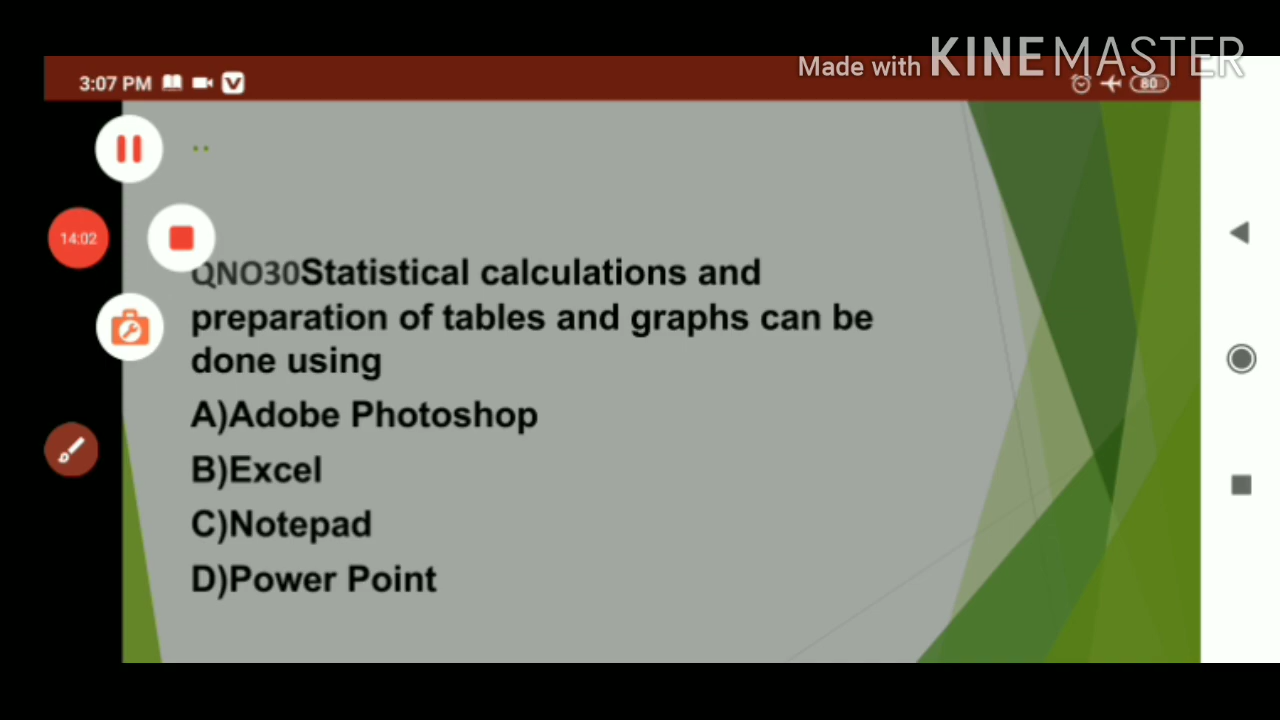 Made with KINEMASTER
3:07 PM
80
14:02
QNO30Statistical calculations and
preparation of tables and graphs can be
done using
A)Adobe Photoshop
B)Excel
C)Notepad
D)Power Point